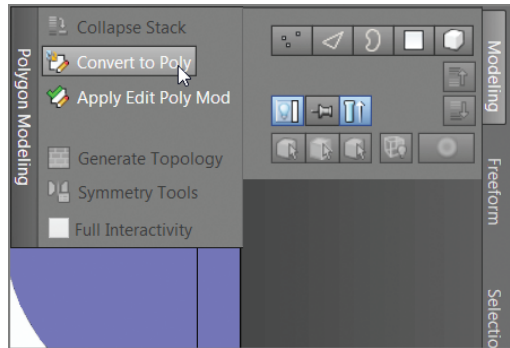 Polygon Modeling
Collapse Stack
Convert to Poly
Apply Edit Poly Mod
Generate Topology
Symmetry Tools
Full Interactivity
Modeling
Freeform
Selectio